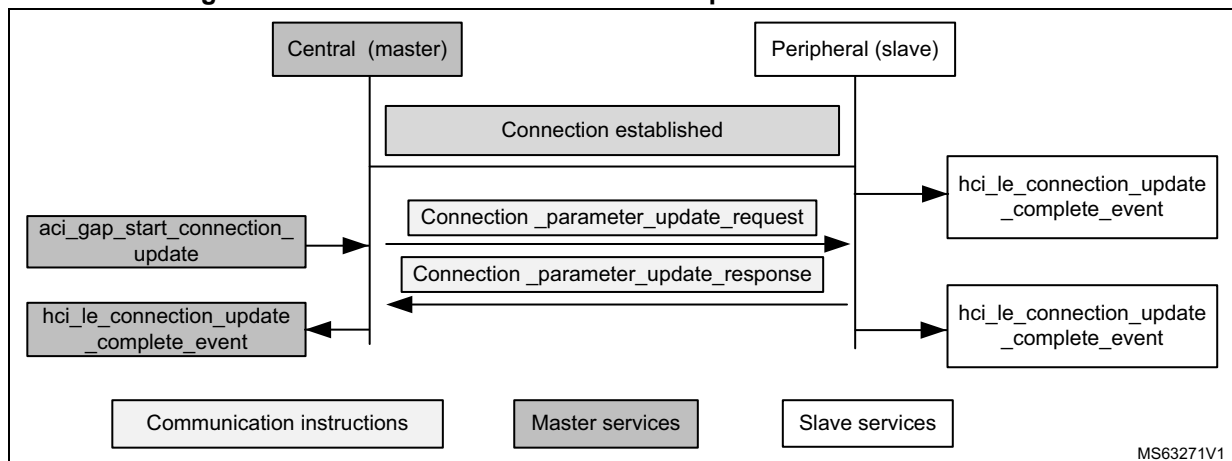 Central (master)
Peripheral (slave)
Connection established
hci_le_connection_update
_complete_event
aci_gap_start_connection_
update
Connection _parameter_update_request
Connection _parameter_update_response
hci_le_connection_update
_complete_event
hci_le_connection_update
_complete_event
Communication instructions
Master services
Slave services
MS63271V1